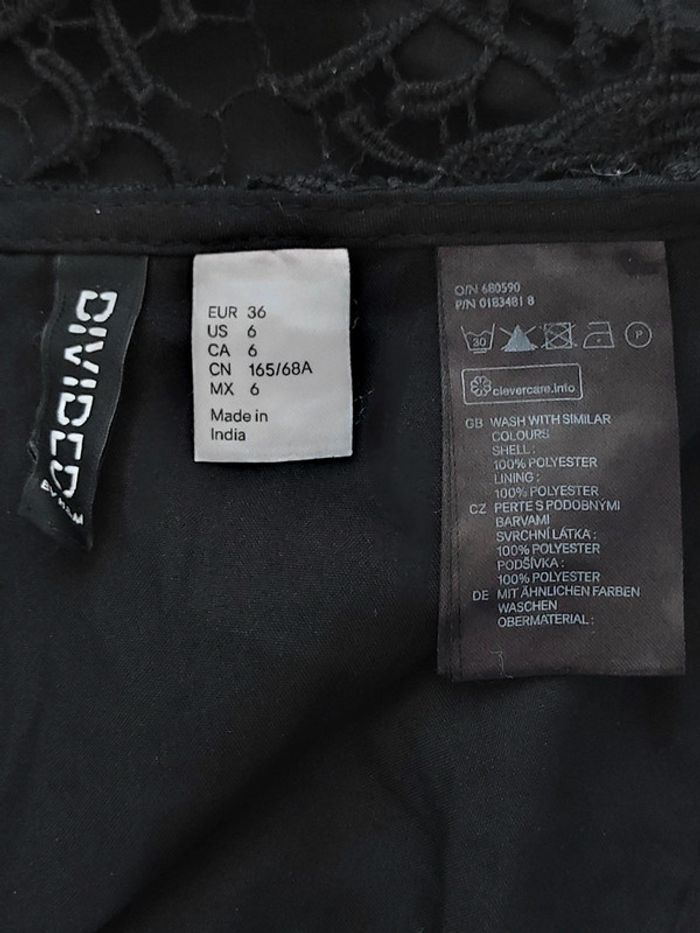 DIVIDED
BY H&M
EUR 36
US 6
CA 6
CN 165/68A
MX 6
Made in
India
O/N 680590
P/N 0183481 8
30
P
clevercare.info
GB WASH WITH SIMILAR
COLOURS
SHELL :
100% POLYESTER
LINING :
100% POLYESTER
CZ PERTE S PODOBNÝMI
BARVAMI
SVRCHNÍ LÁTKA :
100% POLYESTER
PODŠÍVKA :
100% POLYESTER
DE MIT ÄHNLICHEN FARBEN
WASCHEN
OBERMATERIAL :